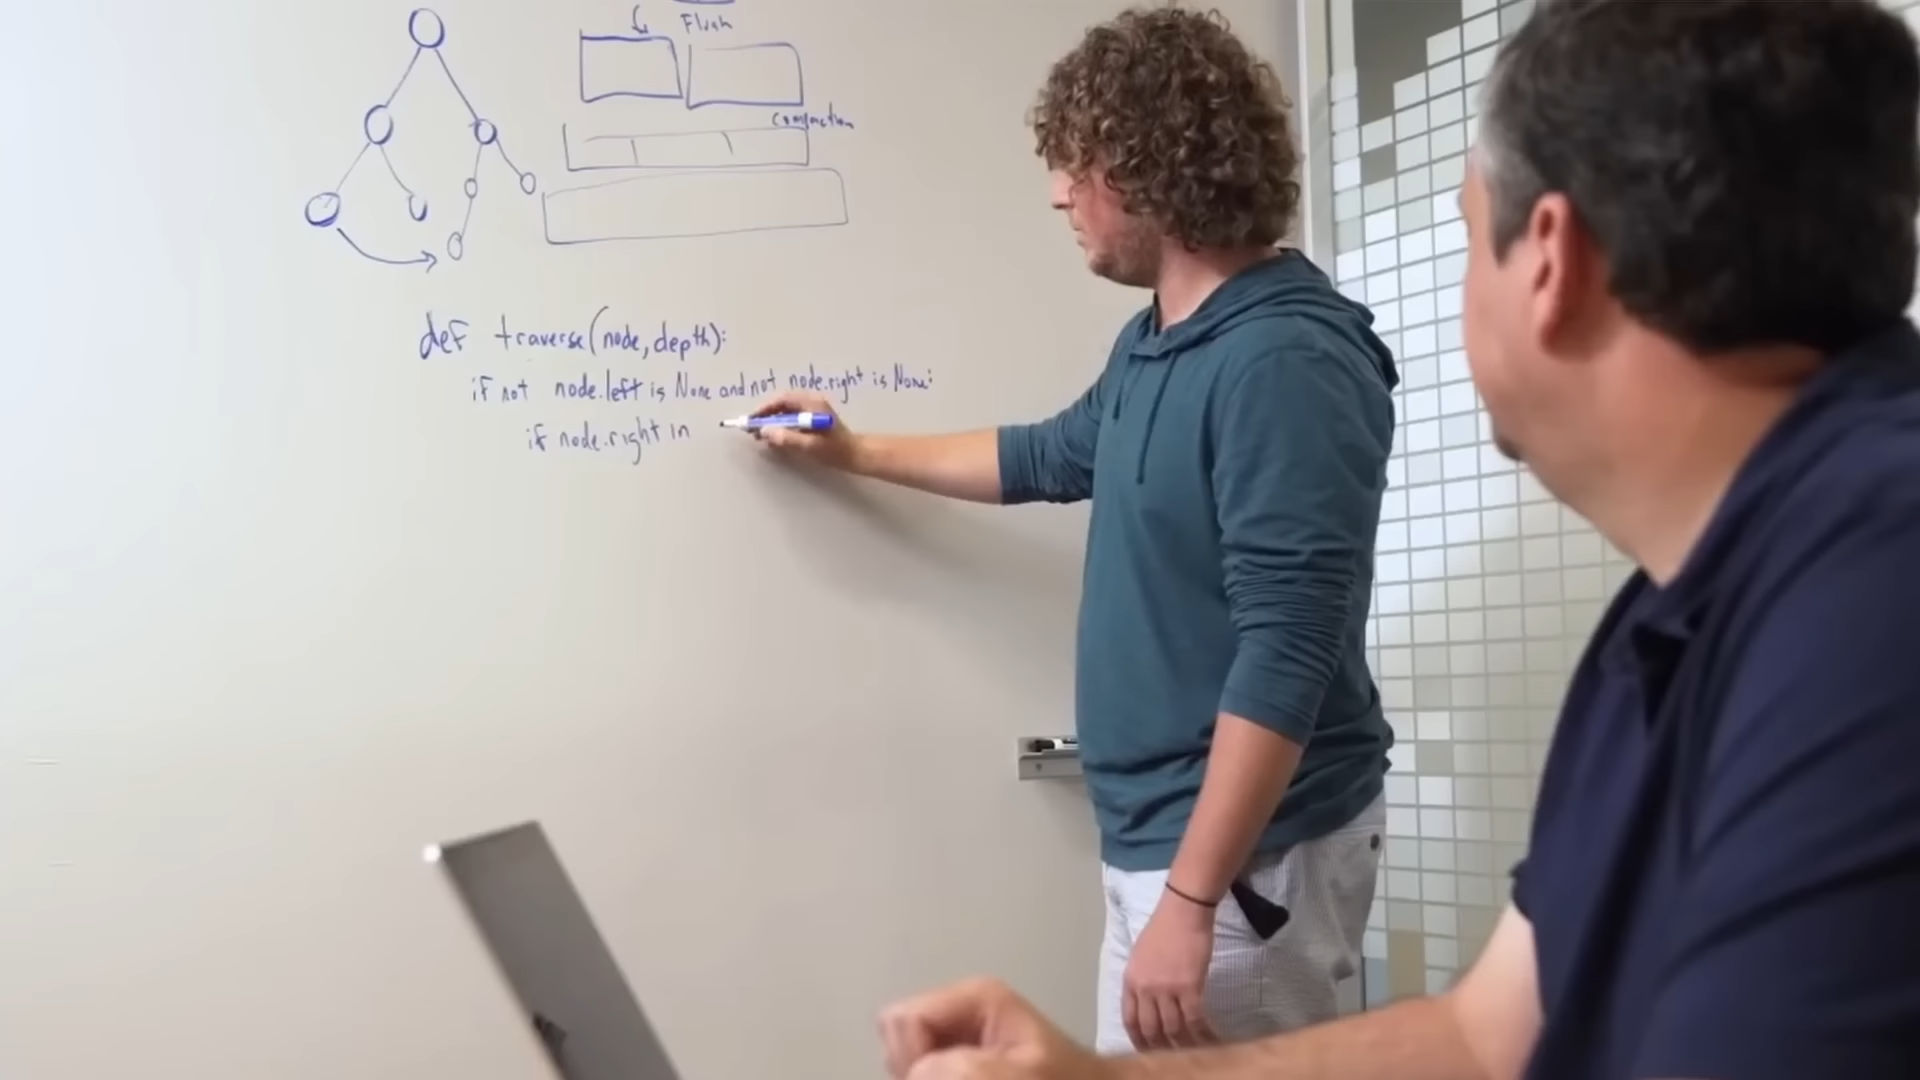 Flush
Compaction
def traverse(node, depth):
if not node.left is None and not node.right is None:
if node.right in